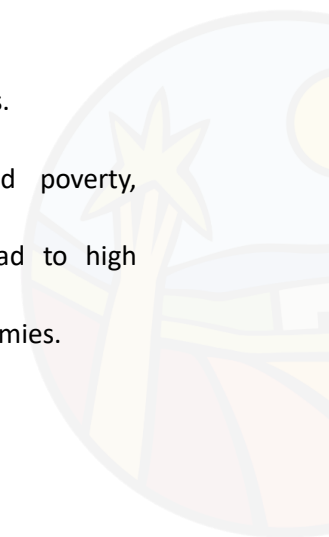 s.
d poverty,
ad to high
mies.